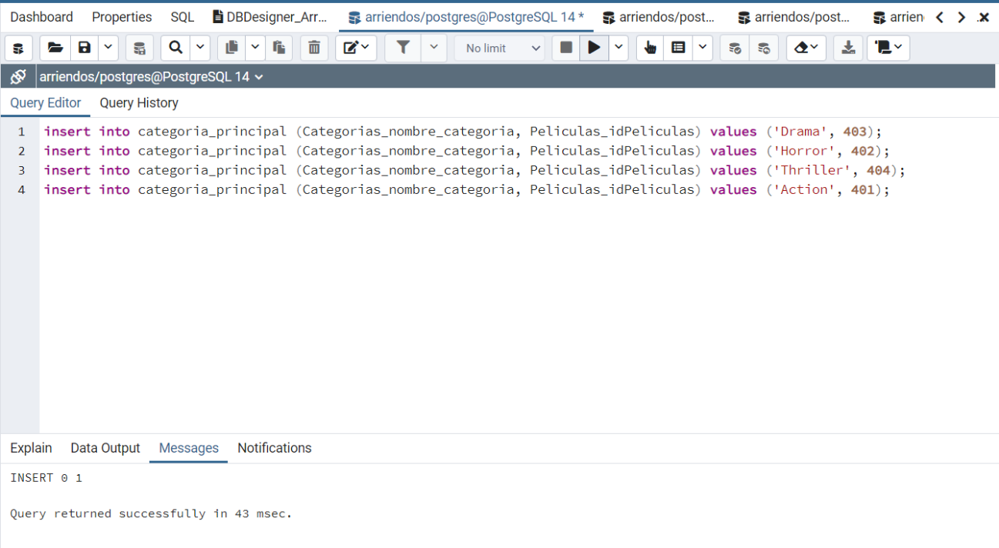 Dashboard Properties SQL DBDesigner_Arr... arriendos/postgres@PostgreSQL 14 * arriendos/post... arriendos/post... arrien
No limit
arriendos/postgres@PostgreSQL 14
Query Editor Query History
1 insert into categoria_principal (Categorias_nombre_categoria, Peliculas_idPeliculas) values ('Drama', 403);
2 insert into categoria_principal (Categorias_nombre_categoria, Peliculas_idPeliculas) values ('Horror', 402);
3 insert into categoria_principal (Categorias_nombre_categoria, Peliculas_idPeliculas) values ('Thriller', 404);
4 insert into categoria_principal (Categorias_nombre_categoria, Peliculas_idPeliculas) values ('Action', 401);
Explain Data Output Messages Notifications
INSERT 0 1
Query returned successfully in 43 msec.